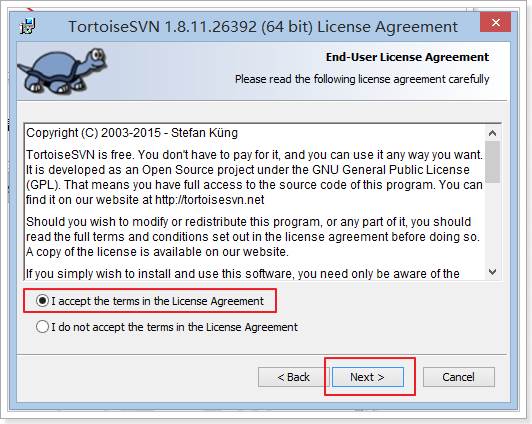 TortoiseSVN 1.8.11.26392 (64 bit) License Agreement
End-User License Agreement
Please read the following license agreement carefully
Copyright (C) 2003-2015 - Stefan Küng
TortoiseSVN is free. You don't have to pay for it, and you can use it any way you want.
It is developed as an Open Source project under the GNU General Public License
(GPL). That means you have full access to the source code of this program. You can
find it on our website at http://tortoisesvn.net
Should you wish to modify or redistribute this program, or any part of it, you should
read the full terms and conditions set out in the license agreement before doing so.
A copy of the license is available on our website.
If you simply wish to install and use this software, you need only be aware of the
I accept the terms in the License Agreement
I do not accept the terms in the License Agreement
< Back
Next >
Cancel